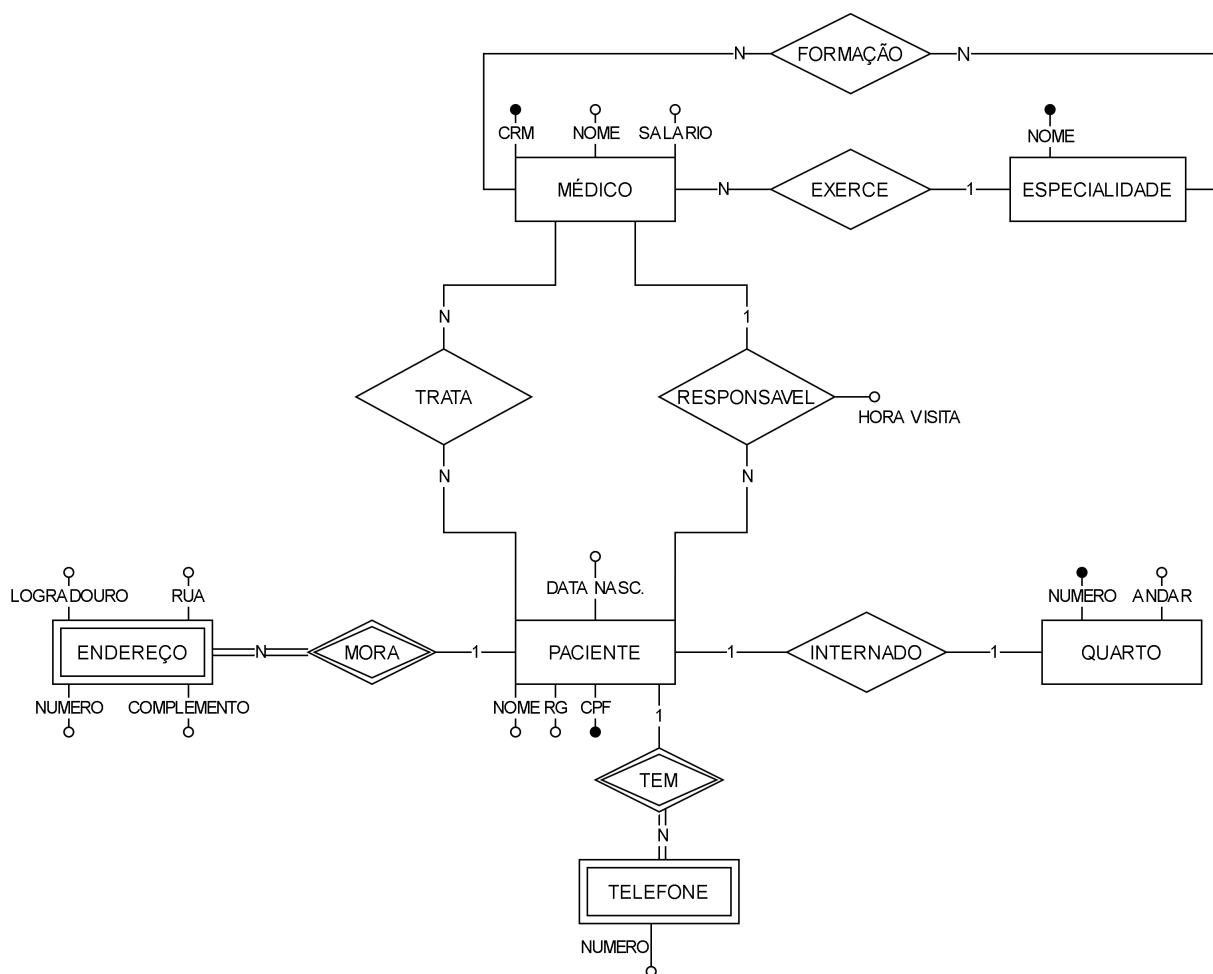 N
FORMAÇÃO
N
CRM
NOME
SALARIO
NOME
MÉDICO
N
EXERCE
1
ESPECIALIDADE
N
1
TRATA
RESPONSAVEL
HORA VISITA
N
N
DATA NASC.
LOGRADOURO
RUA
NUMERO
ANDAR
ENDEREÇO
N
MORA
1
PACIENTE
1
INTERNADO
1
QUARTO
NUMERO
COMPLEMENTO
NOME
RG
CPF
1
TEM
N
TELEFONE
NUMERO